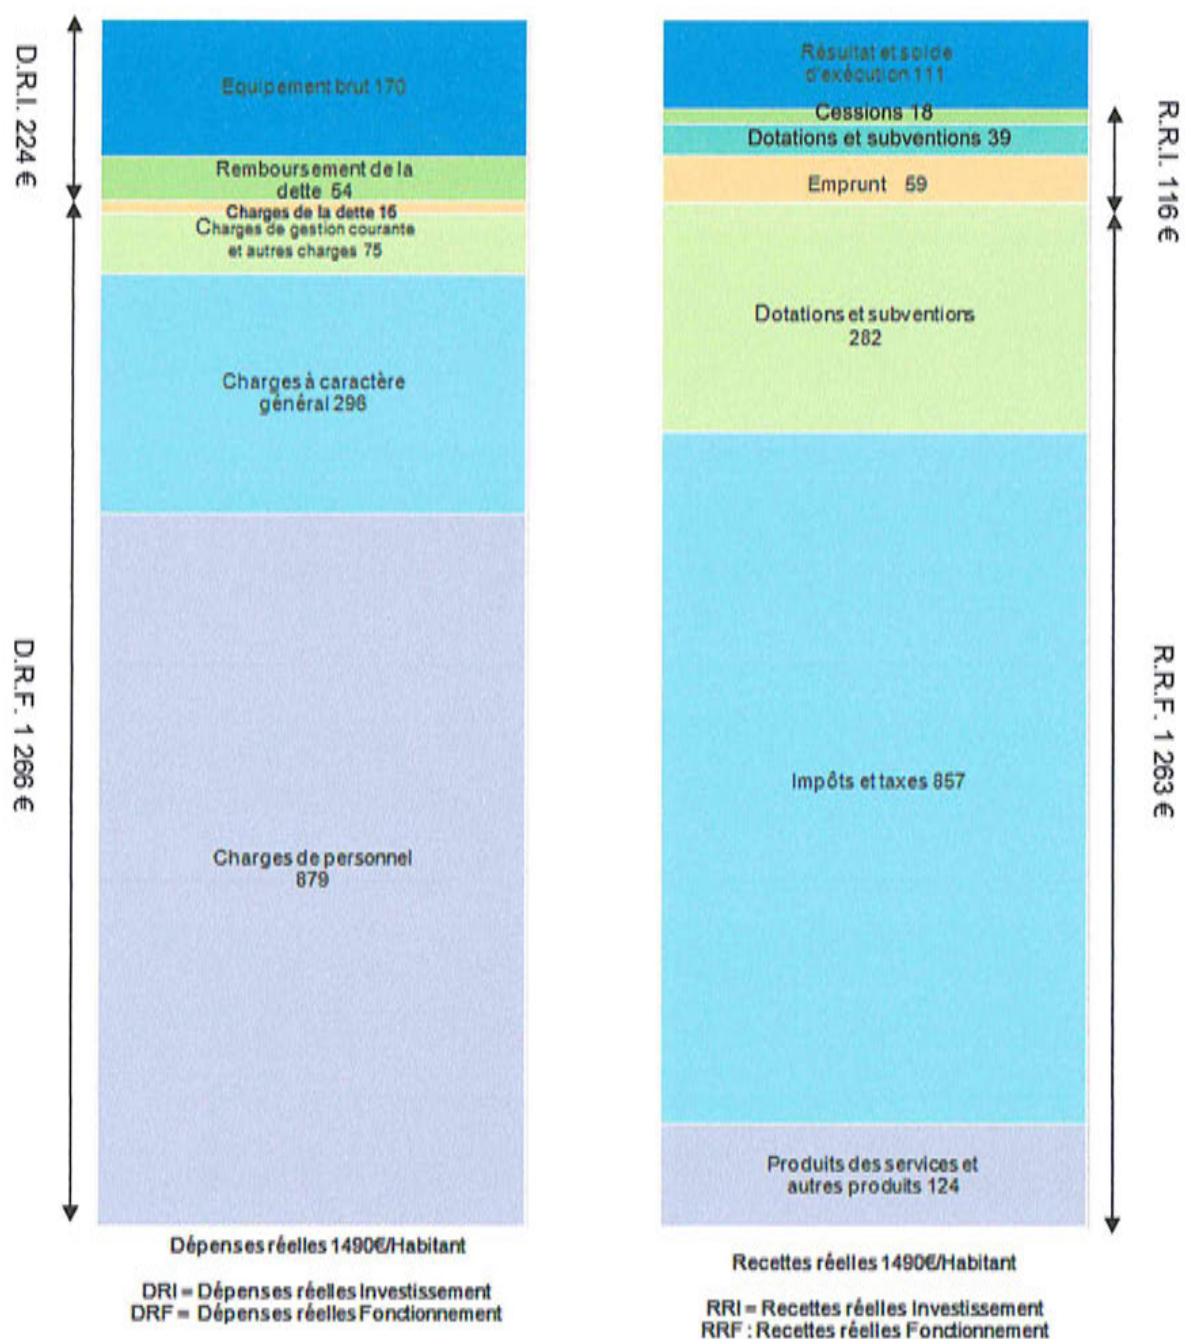 D.R.I. 224 €
D.R.F. 1 266 €
Equipement brut 170
Remboursement de la
dette 54
Charges de la dette 16
Charges de gestion courante
et autres charges 75
Charges à caractère
général 296
Charges de personnel
879
Dépenses réelles 1490€/Habitant
DRI = Dépenses réelles Investissement
DRF = Dépenses réelles Fonctionnement
Résultat et solde
d'exécution 111
Cessions 18
Dotations et subventions 39
Emprunt 59
Dotations et subventions
282
Impôts et taxes 857
Produits des services et
autres produits 124
R.R.I. 116 €
R.R.F. 1 263 €
Recettes réelles 1490€/Habitant
RRI = Recettes réelles Investissement
RRF : Recettes réelles Fonctionnement